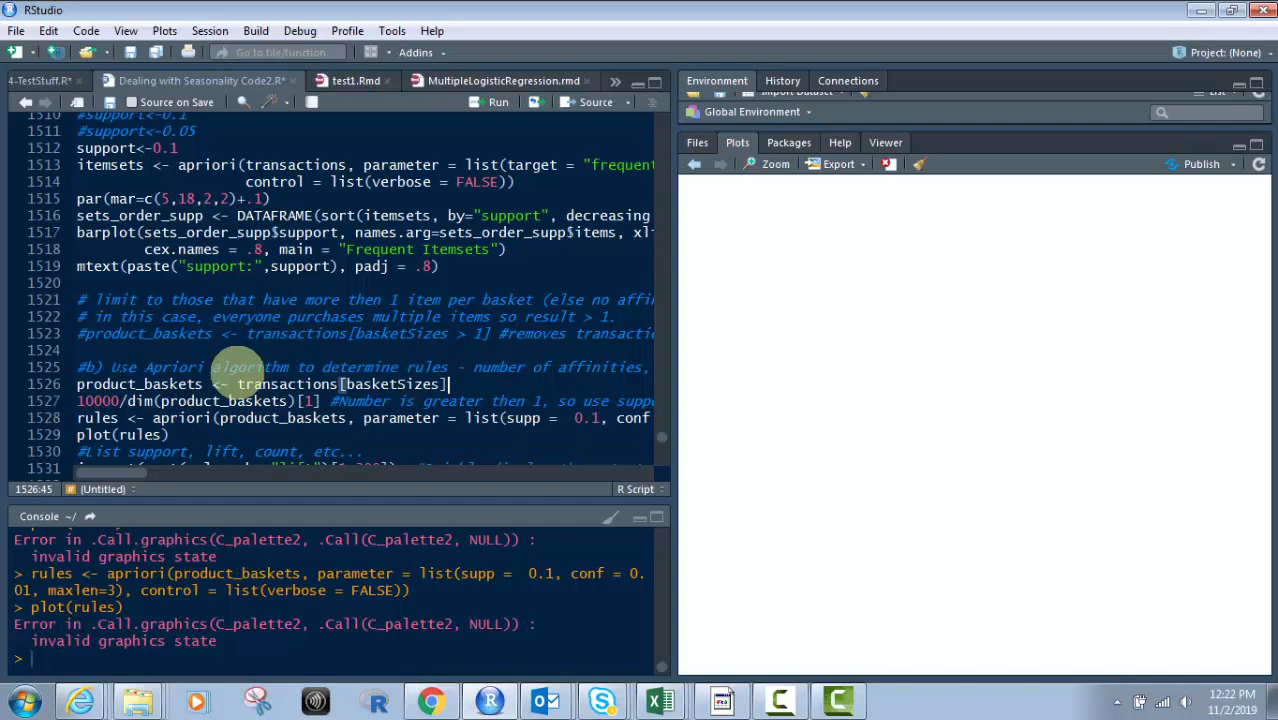 RStudio
File Edit Code View Plots Session Build Debug Profile Tools Help
Go to file/function Addins Project: (None)
4-TestStuff.R* Dealing with Seasonality Code2.R* test1.Rmd MultipleLogisticRegression.rmd
Source on Save Run Source
1510 #support<-0.1
1511 #support<-0.05
1512 support<-0.1
1513 itemsets <- apriori(transactions, parameter = list(target = "frequent
1514 control = list(verbose = FALSE))
1515 par(mar=c(5,18,2,2)+.1)
1516 sets_order_supp <- DATAFRAME(sort(itemsets, by="support", decreasing
1517 barplot(sets_order_supp$support, names.arg=sets_order_supp$items, xl
1518 cex.names = .8, main = "Frequent Itemsets")
1519 mtext(paste("support:",support), padj = .8)
1520
1521 # limit to those that have more then 1 item per basket (else no affin
1522 # in this case, everyone purchases multiple items so result > 1.
1523 #product_baskets <- transactions[basketSizes > 1] #removes transactio
1524
1525 #b) Use Apriori algorithm to determine rules - number of affinities,
1526 product_baskets <- transactions[basketSizes]
1527 10000/dim(product_baskets)[1] #Number is greater then 1, so use supp
1528 rules <- apriori(product_baskets, parameter = list(supp = 0.1, conf
1529 plot(rules)
1530 #List support, lift, count, etc...
1531
1526:45 (Untitled) R Script
Console ~/
Error in .Call.graphics(C_palette2, .Call(C_palette2, NULL)) :
invalid graphics state
> rules <- apriori(product_baskets, parameter = list(supp = 0.1, conf = 0.
01, maxlen=3), control = list(verbose = FALSE))
> plot(rules)
Error in .Call.graphics(C_palette2, .Call(C_palette2, NULL)) :
invalid graphics state
>
Environment History Connections
Import Dataset List
Global Environment
Files Plots Packages Help Viewer
Zoom Export Publish
12:22 PM
11/2/2019